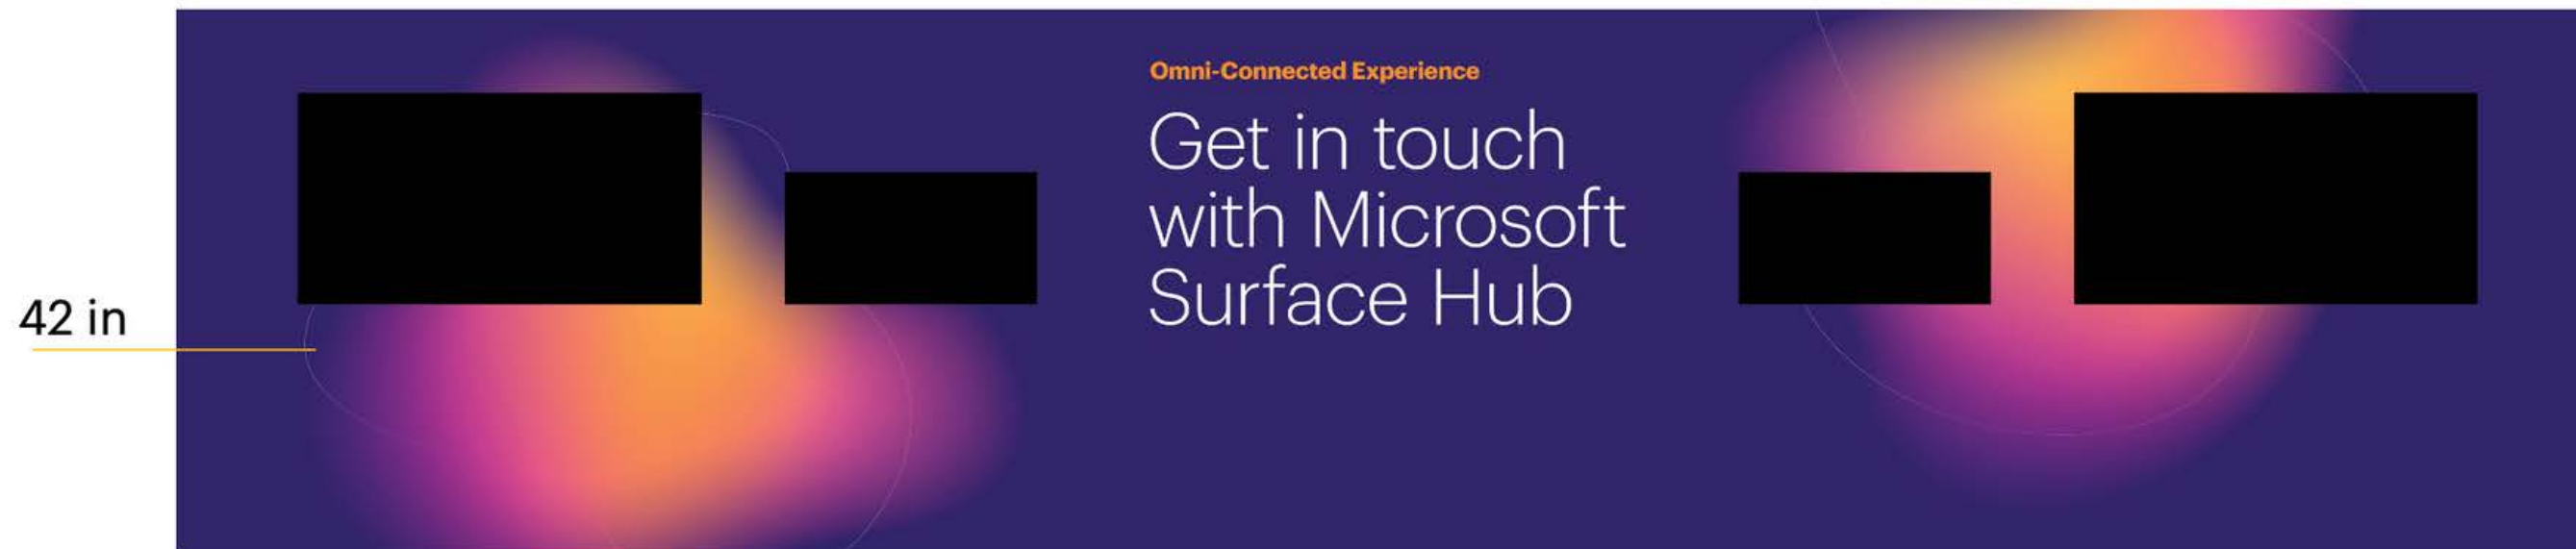 Omni-Connected Experience
Get in touch
with Microsoft
Surface Hub
42 in